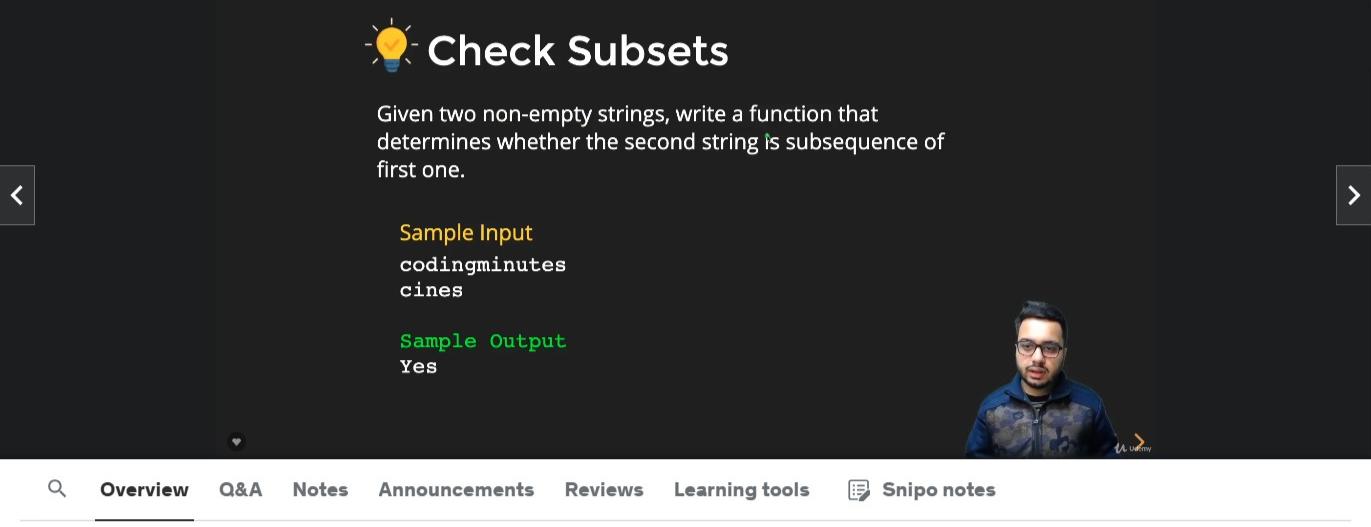 Check Subsets
Given two non-empty strings, write a function that
determines whether the second string is subsequence of
first one.
Sample Input
codingminutes
cines
Sample Output
Yes
Udemy
Overview
Q&A
Notes
Announcements
Reviews
Learning tools
Snipo notes